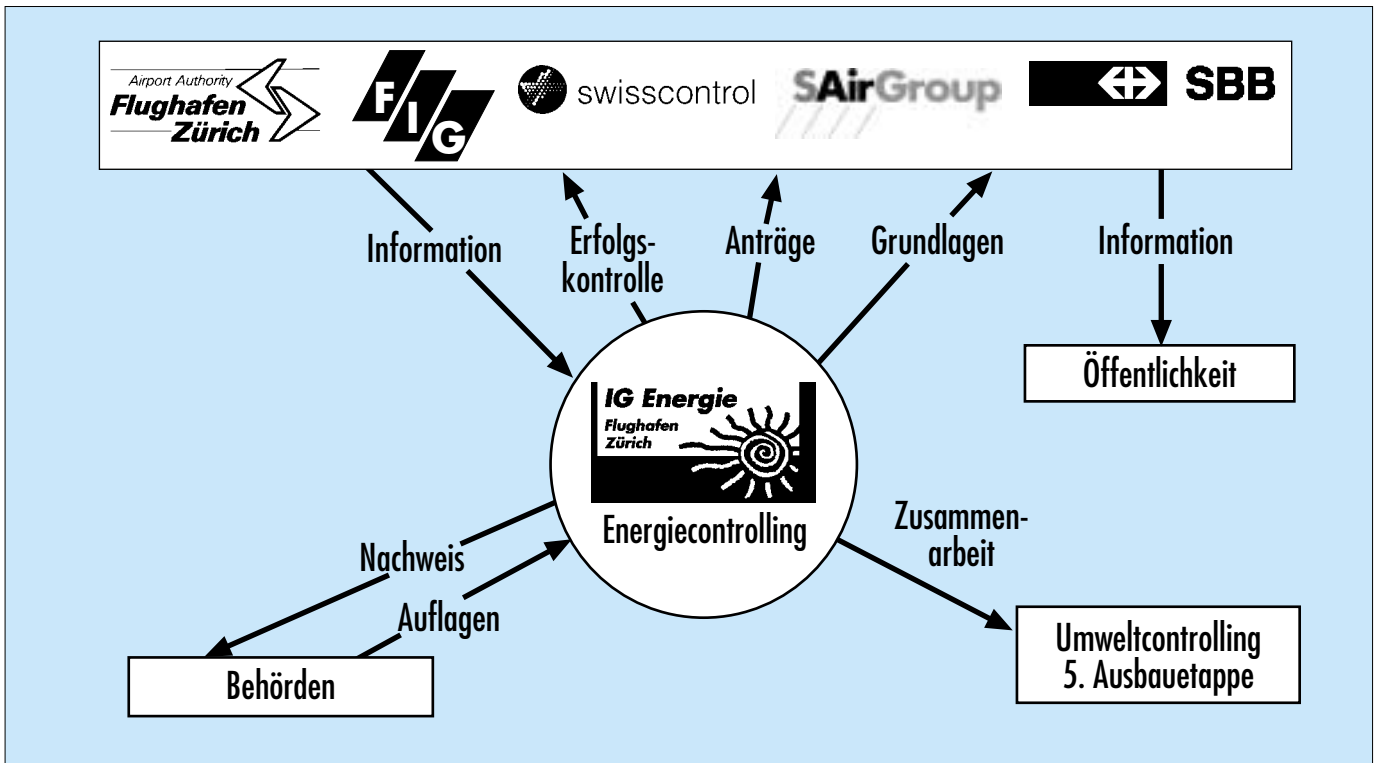 Airport Authority
Flughafen
Zürich
FIG
swisscontrol
SAirGroup
SBB
Information
Erfolgs-
kontrolle
Anträge
Grundlagen
Information
Öffentlichkeit
IG Energie
Flughafen
Zürich
Energiecontrolling
Zusammen-
arbeit
Nachweis
Auflagen
Behörden
Umweltcontrolling
5. Ausbauetappe